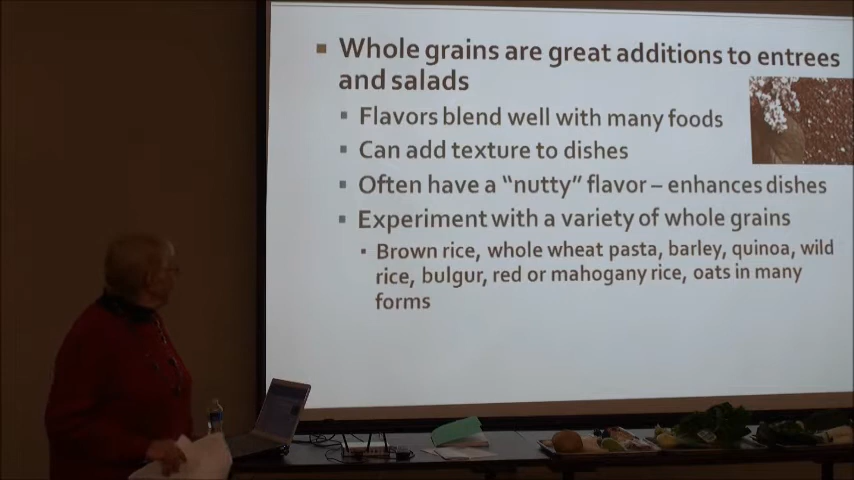 Whole grains are great additions to entrees
and salads
Flavors blend well with many foods
Can add texture to dishes
Often have a “nutty” flavor – enhances dishes
Experiment with a variety of whole grains
Brown rice, whole wheat pasta, barley, quinoa, wild
rice, bulgur, red or mahogany rice, oats in many
forms